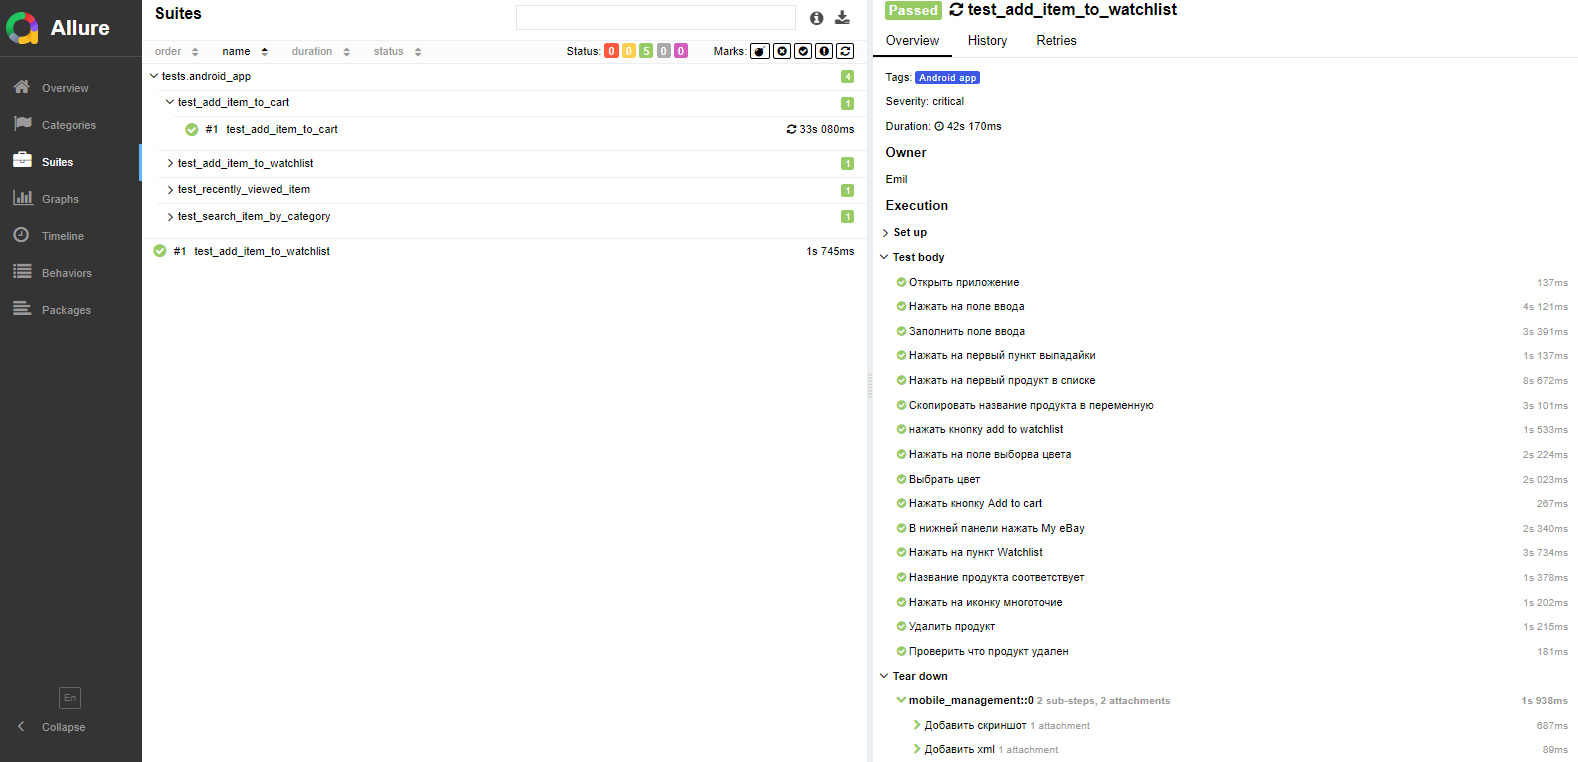 Allure
Overview
Categories
Suites
Graphs
Timeline
Behaviors
Packages
En
Collapse
Suites
order name duration status
Status: 0 0 5 0 0 Marks:
tests.android_app 4
test_add_item_to_cart 1
#1 test_add_item_to_cart 33s 080ms
test_add_item_to_watchlist 1
test_recently_viewed_item 1
test_search_item_by_category 1
#1 test_add_item_to_watchlist 1s 745ms
Passed test_add_item_to_watchlist
Overview History Retries
Tags: Android app
Severity: critical
Duration: 42s 170ms
Owner
Emil
Execution
Set up
Test body
Открыть приложение 137ms
Нажать на поле ввода 4s 121ms
Заполнить поле ввода 3s 391ms
Нажать на первый пункт выпадайки 1s 137ms
Нажать на первый продукт в списке 8s 672ms
Скопировать название продукта в переменную 3s 101ms
нажать кнопку add to watchlist 1s 533ms
Нажать на поле выборва цвета 2s 224ms
Выбрать цвет 2s 023ms
Нажать кнопку Add to cart 267ms
В нижней панели нажать My eBay 2s 340ms
Нажать на пункт Watchlist 3s 734ms
Название продукта соответствует 1s 378ms
Нажать на иконку многоточие 1s 202ms
Удалить продукт 1s 215ms
Проверить что продукт удален 181ms
Tear down
mobile_management::0 2 sub-steps, 2 attachments 1s 938ms
Добавить скриншот 1 attachment 687ms
Добавить xml 1 attachment 89ms